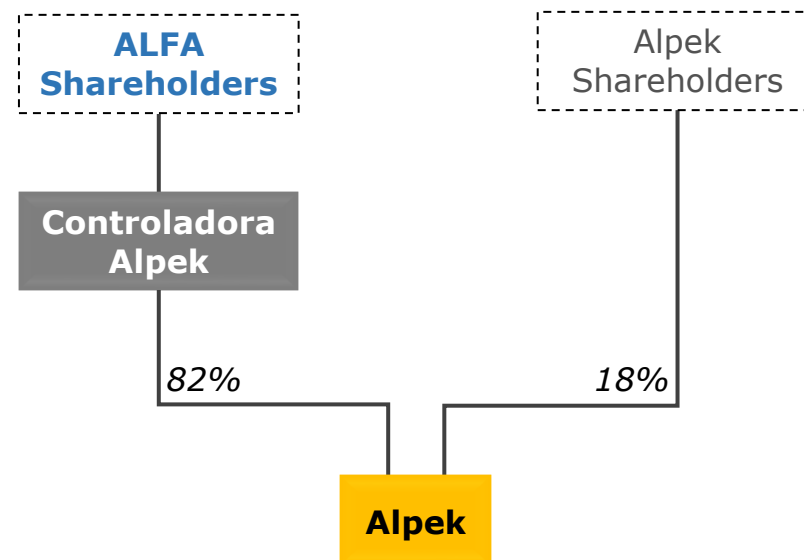 ALFA
Shareholders
Alpek
Shareholders
Controladora
Alpek
82%
18%
Alpek